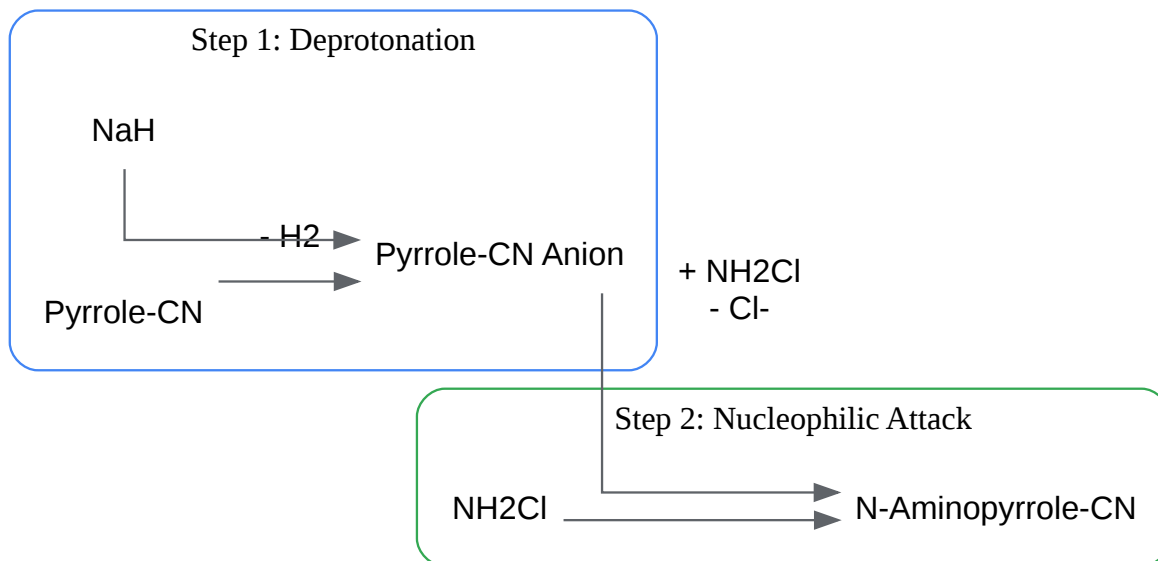 Step 1: Deprotonation
NaH
- H2
Pyrrole-CN Anion
Pyrrole-CN
+ NH2Cl
- Cl-
Step 2: Nucleophilic Attack
NH2Cl
N-Aminopyrrole-CN